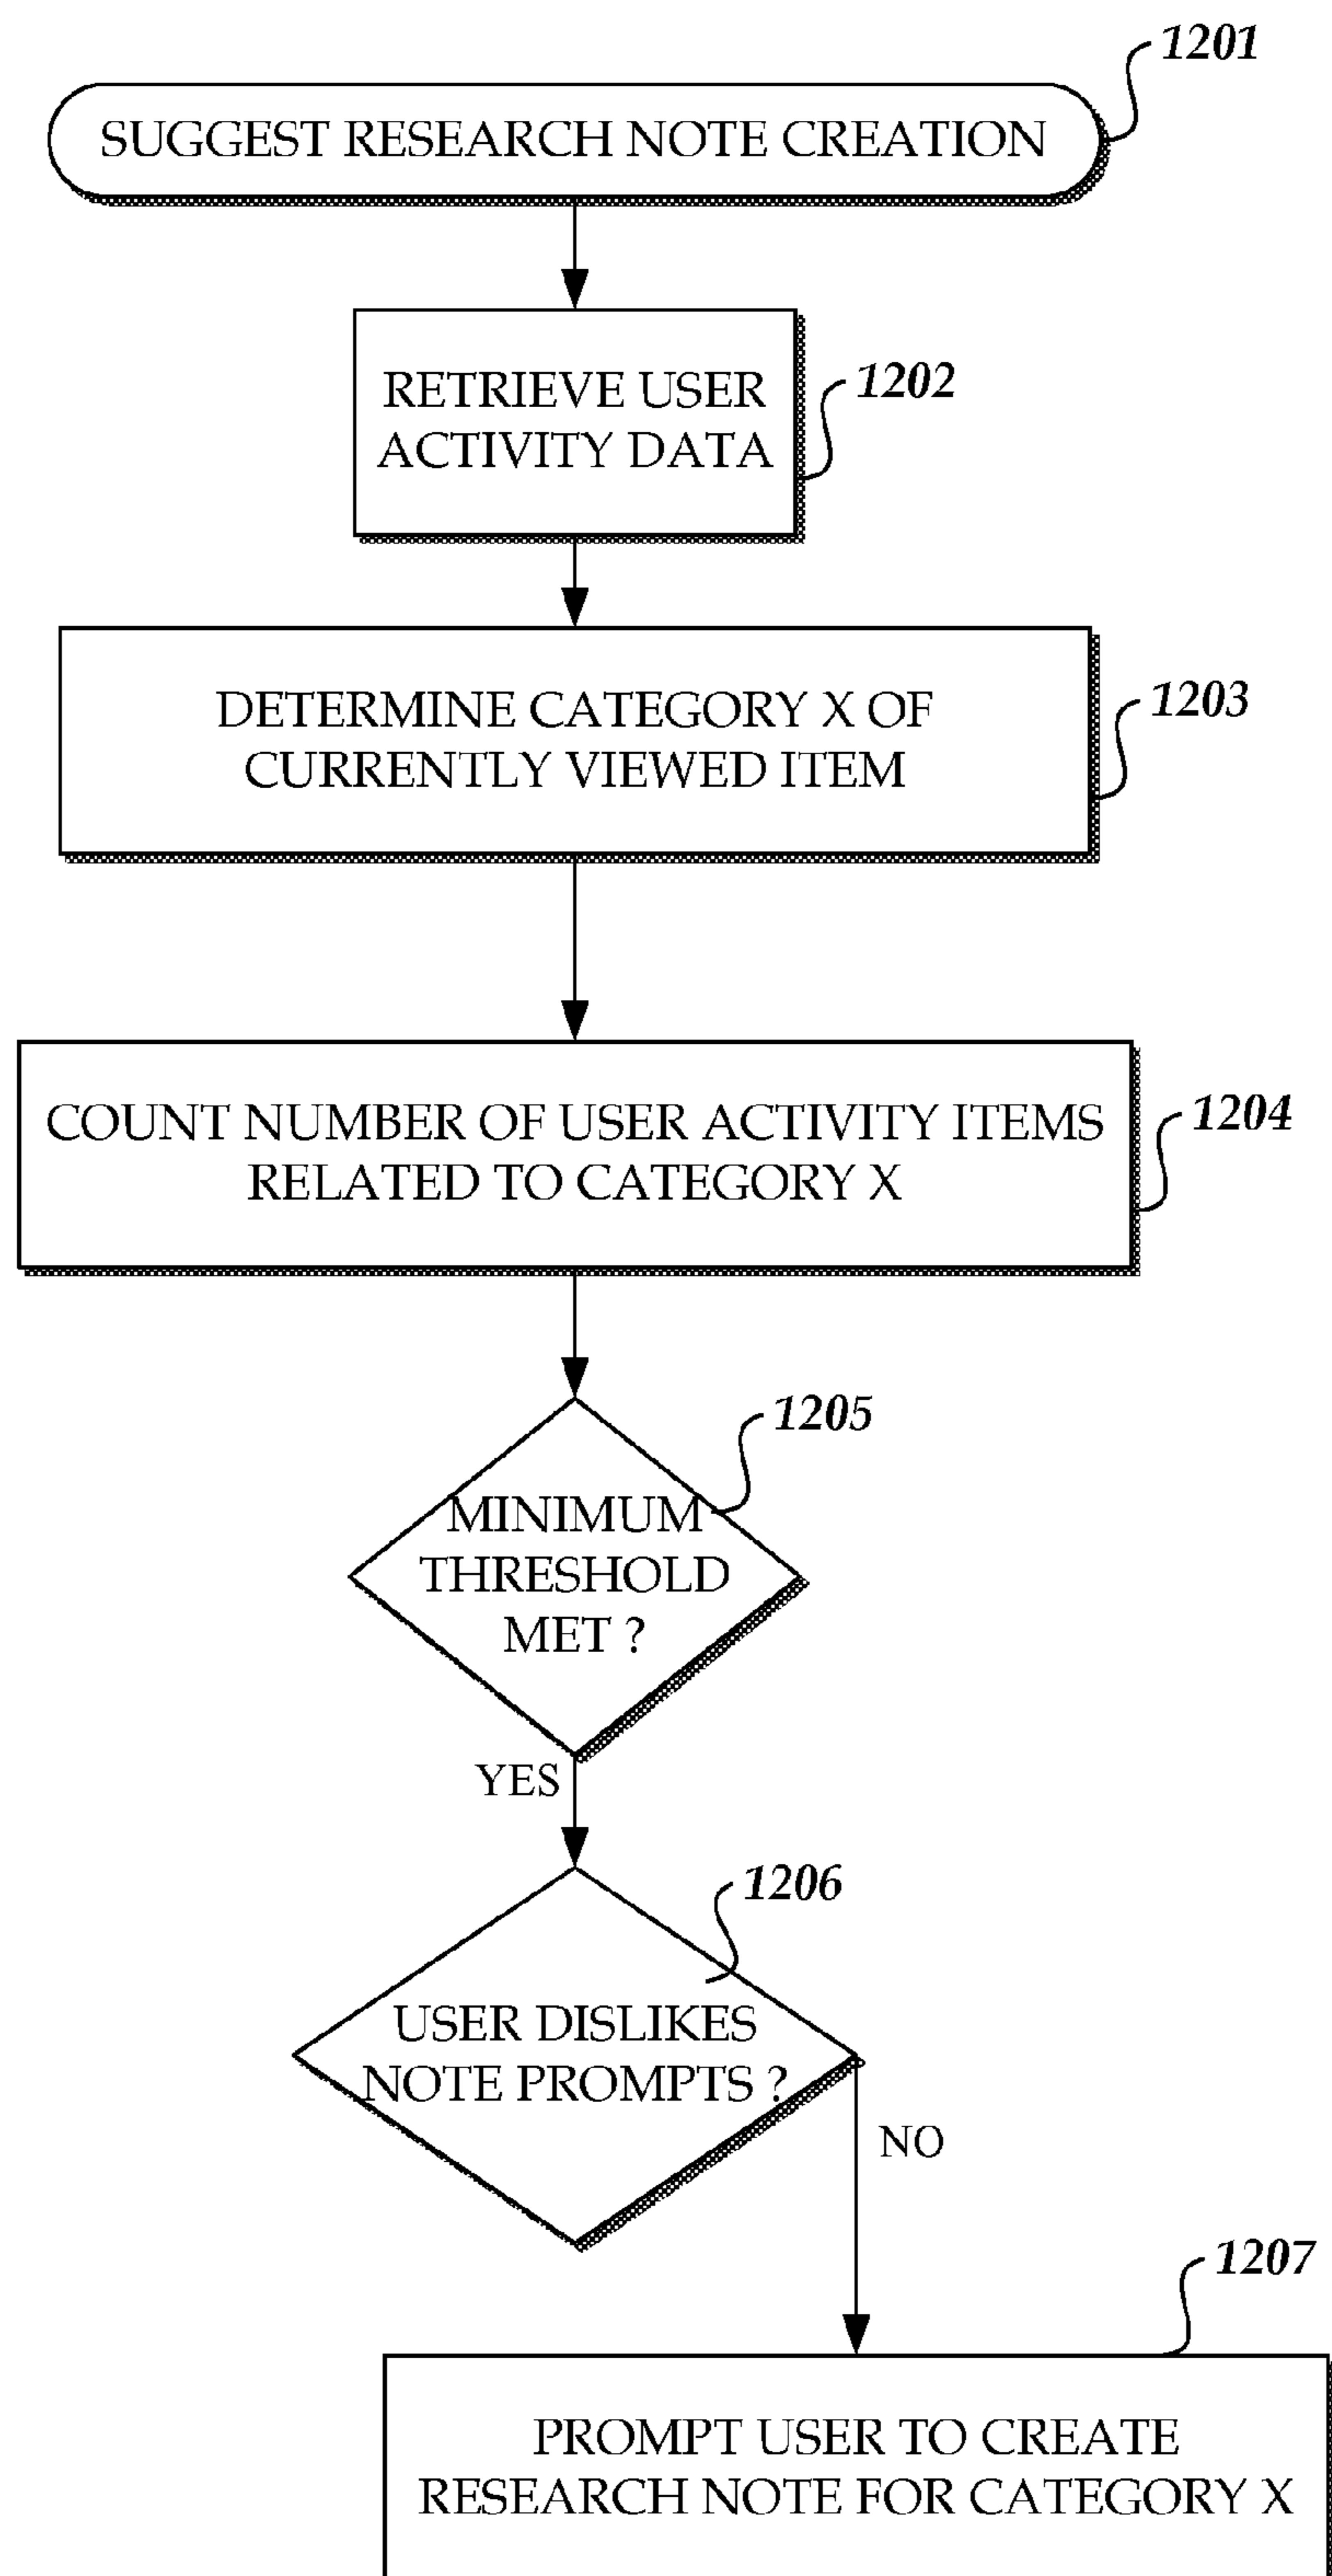 1201
SUGGEST RESEARCH NOTE CREATION
1202
RETRIEVE USER
ACTIVITY DATA
1203
DETERMINE CATEGORY X OF
CURRENTLY VIEWED ITEM
1204
COUNT NUMBER OF USER ACTIVITY ITEMS
RELATED TO CATEGORY X
1205
MINIMUM
THRESHOLD
MET ?
YES
1206
USER DISLIKES
NOTE PROMPTS ?
NO
1207
PROMPT USER TO CREATE
RESEARCH NOTE FOR CATEGORY X